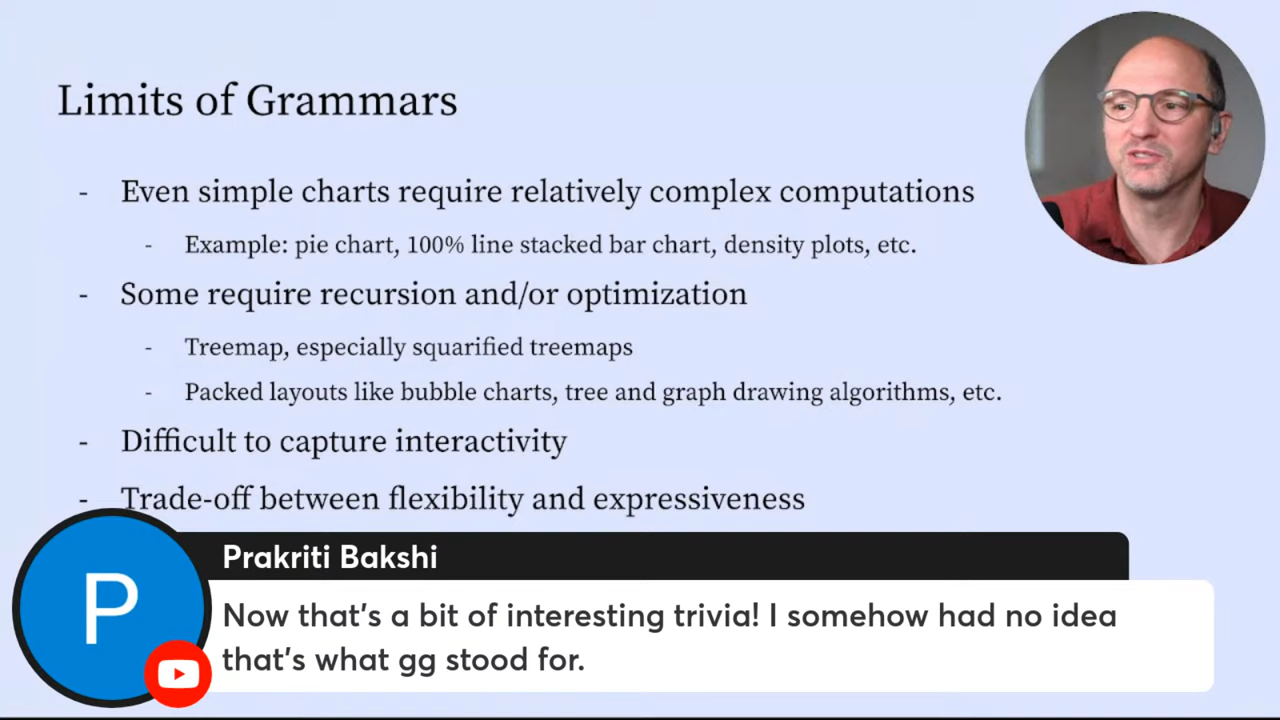 Limits of Grammars
- Even simple charts require relatively complex computations
- Example: pie chart, 100% line stacked bar chart, density plots, etc.
- Some require recursion and/or optimization
- Treemap, especially squarified treemaps
- Packed layouts like bubble charts, tree and graph drawing algorithms, etc.
- Difficult to capture interactivity
- Trade-off between flexibility and expressiveness
P
Prakriti Bakshi
Now that's a bit of interesting trivia! I somehow had no idea
that's what gg stood for.